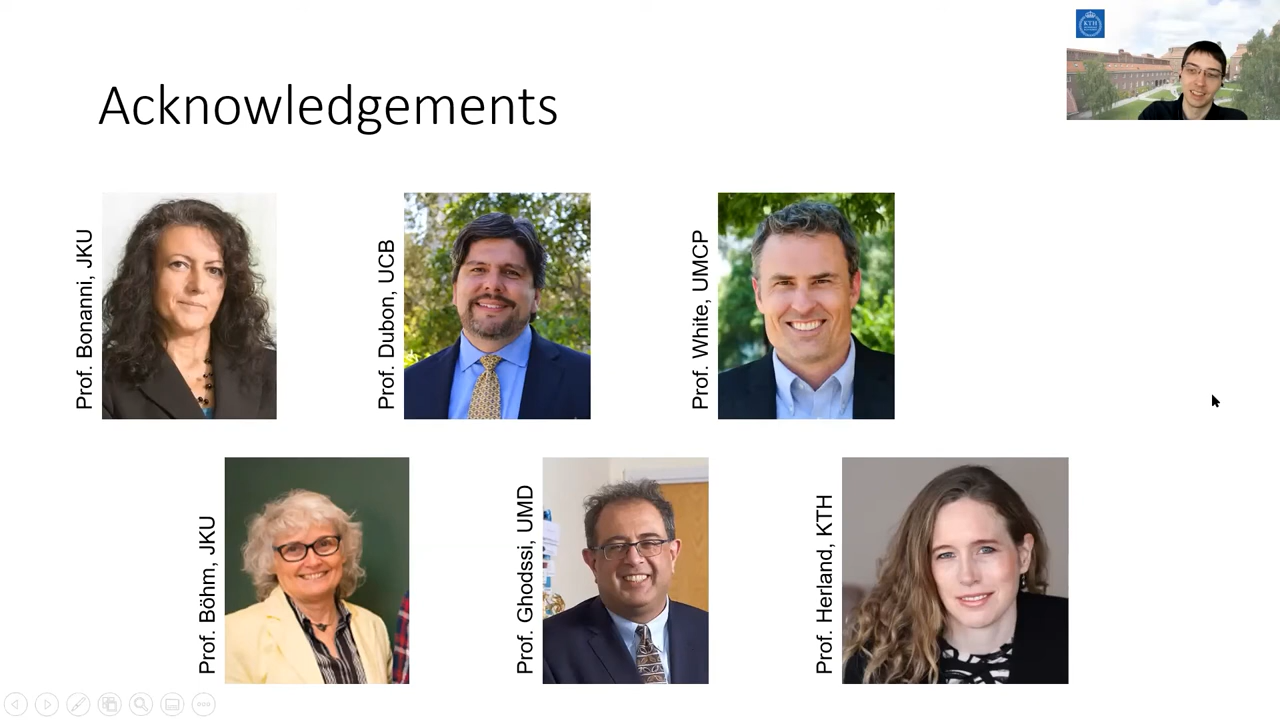 Acknowledgements
KTH
Prof. Bonanni, JKU
Prof. Dubon, UCB
Prof. White, UMCP
Prof. Böhm, JKU
Prof. Ghodssi, UMD
Prof. Herland, KTH